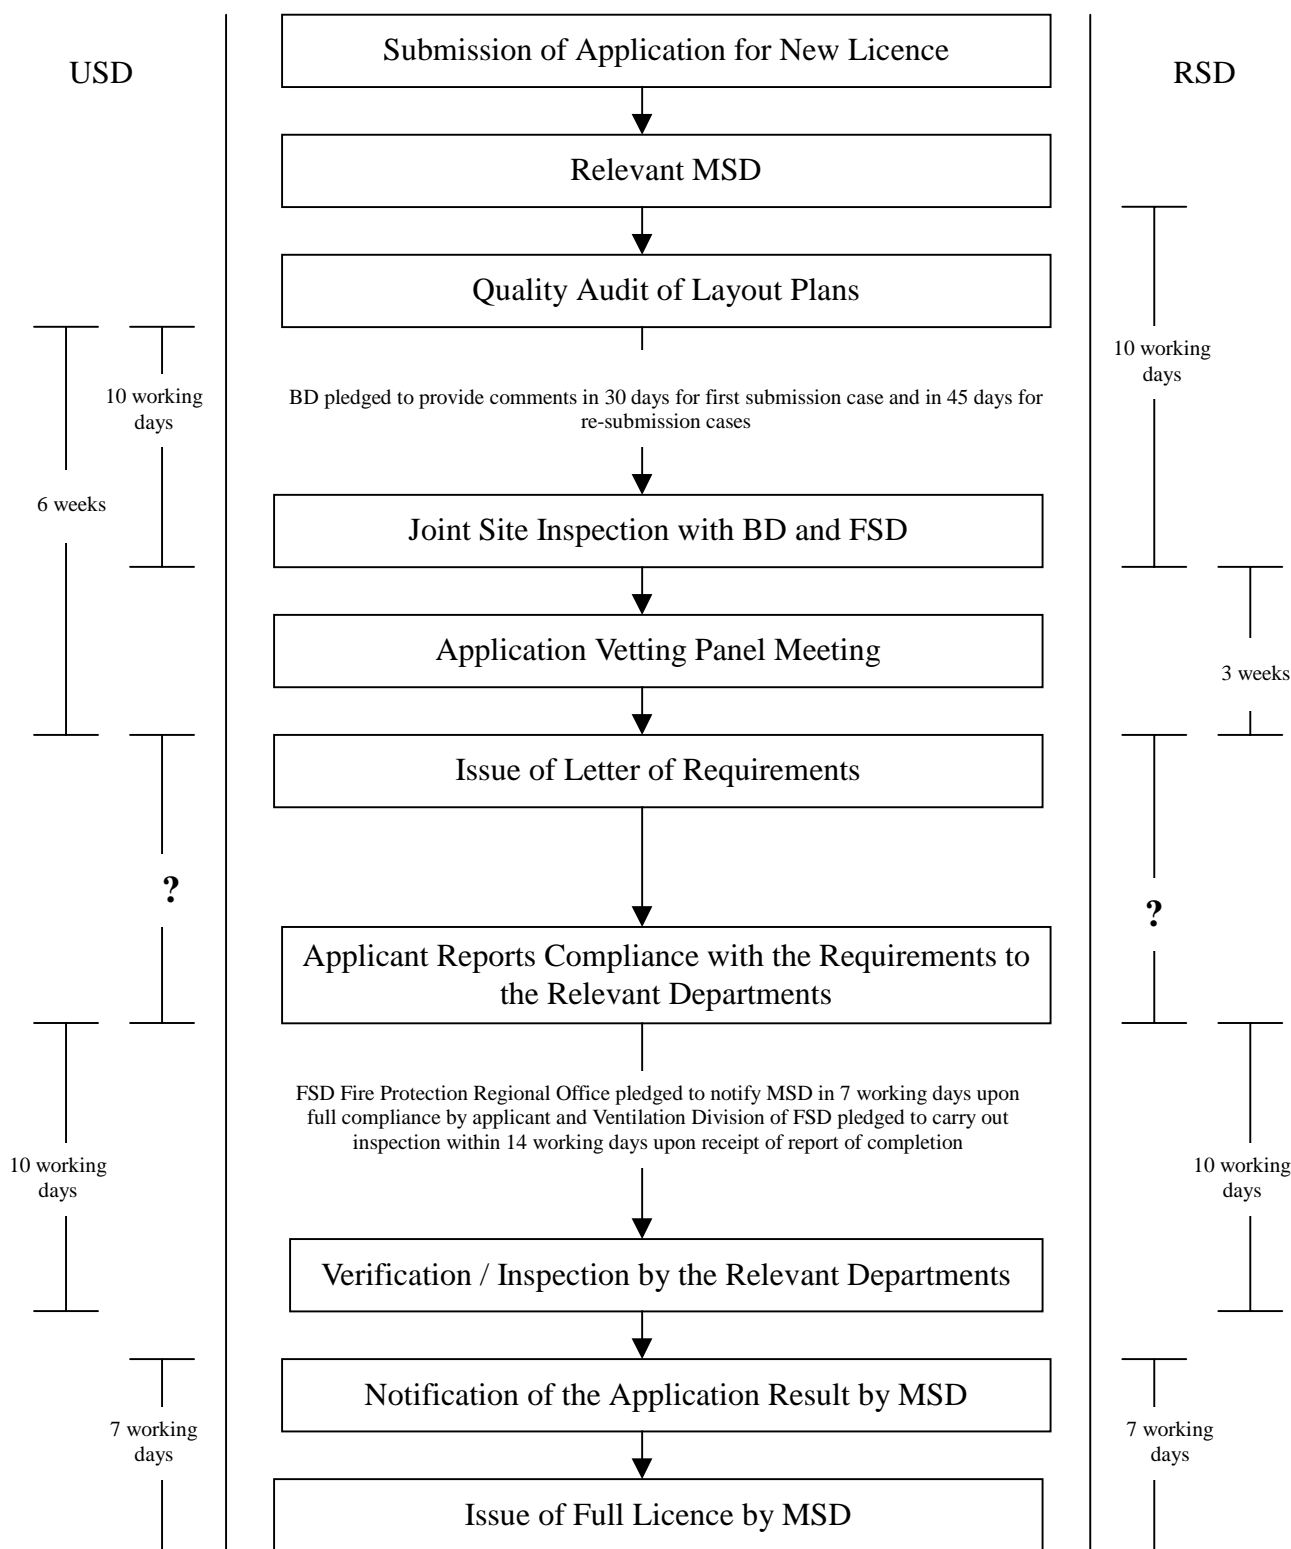 Submission of Application for New Licence
USD
RSD
Relevant MSD
Quality Audit of Layout Plans
10 working
days
10 working
days
BD pledged to provide comments in 30 days for first submission case and in 45 days for
re-submission cases
6 weeks
Joint Site Inspection with BD and FSD
Application Vetting Panel Meeting
3 weeks
Issue of Letter of Requirements
?
?
Applicant Reports Compliance with the Requirements to
the Relevant Departments
FSD Fire Protection Regional Office pledged to notify MSD in 7 working days upon
full compliance by applicant and Ventilation Division of FSD pledged to carry out
inspection within 14 working days upon receipt of report of completion
10 working
days
10 working
days
Verification / Inspection by the Relevant Departments
Notification of the Application Result by MSD
7 working
days
7 working
days
Issue of Full Licence by MSD